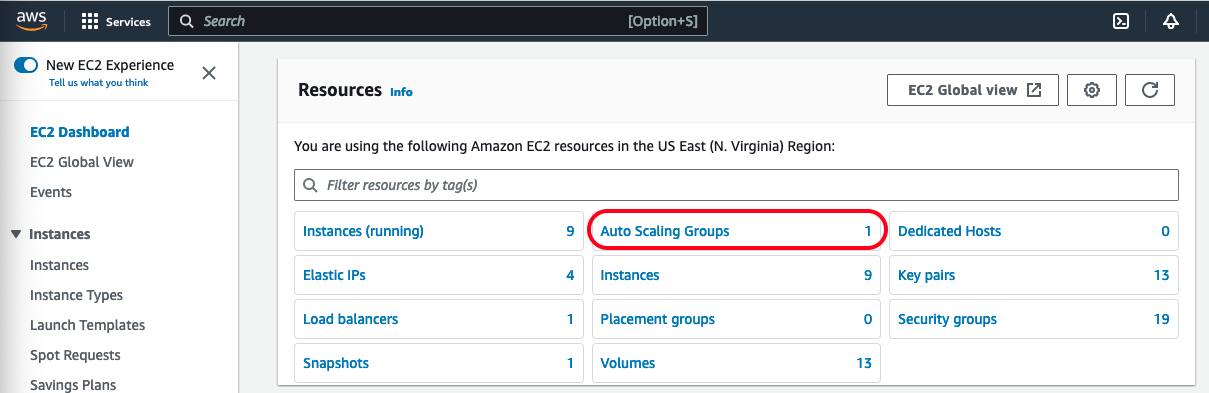 aws Services Search [Option+S]
New EC2 Experience
Tell us what you think
EC2 Dashboard
EC2 Global View
Events
Instances
Instances
Instance Types
Launch Templates
Spot Requests
Savings Plans
Resources Info EC2 Global view
You are using the following Amazon EC2 resources in the US East (N. Virginia) Region:
Filter resources by tag(s)
Instances (running) 9 Auto Scaling Groups 1 Dedicated Hosts 0
Elastic IPs 4 Instances 9 Key pairs 13
Load balancers 1 Placement groups 0 Security groups 19
Snapshots 1 Volumes 13